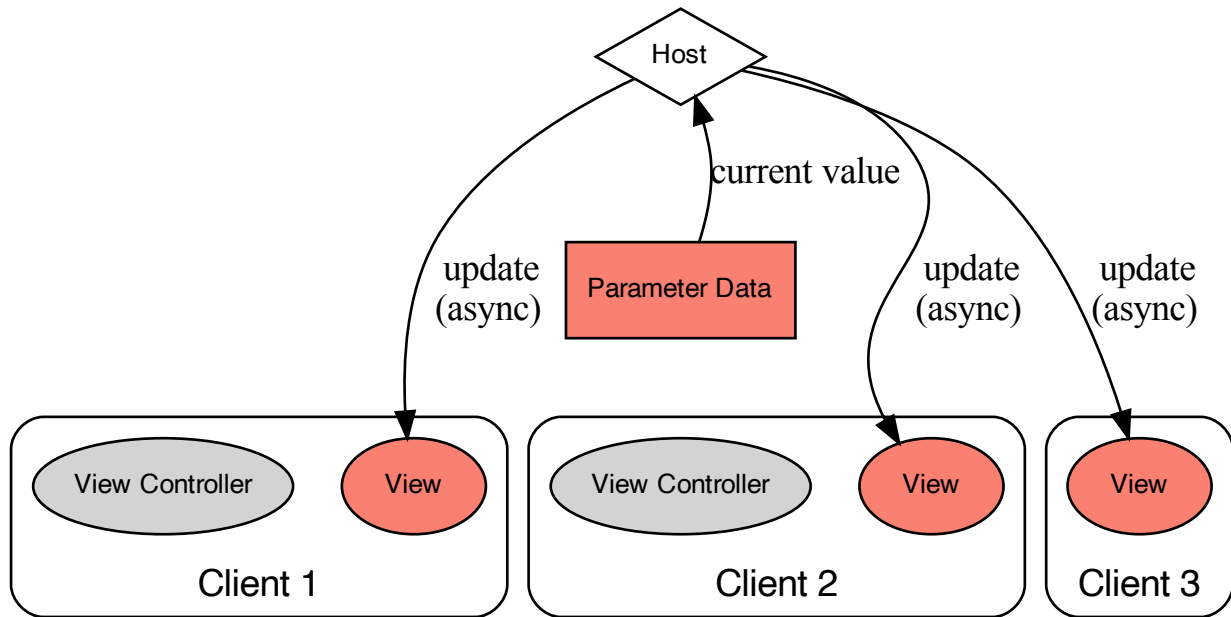 Host
current value
update
(async)
Parameter Data
update
(async)
update
(async)
View Controller
View
View Controller
View
View
Client 1
Client 2
Client 3